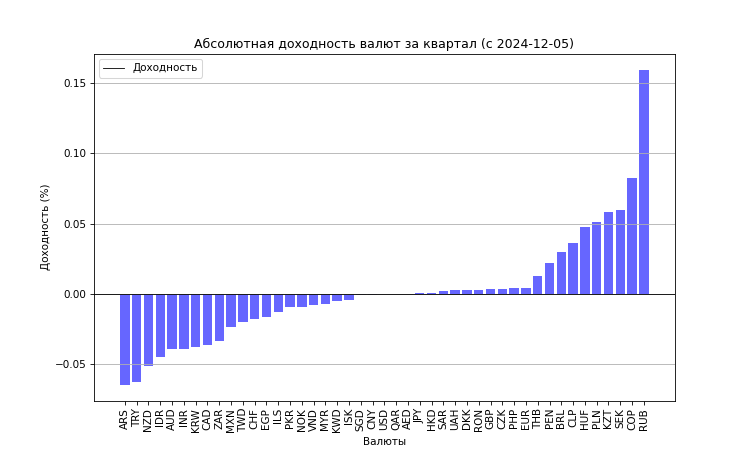 Абсолютная доходность валют за квартал (с 2024-12-05)
Доходность
0.15
0.10
0.05
0.00
−0.05
Доходность (%)
ARS TRY NZD IDR AUD INR KRW CAD ZAR MXN TWD CHF EGP ILS PKR NOK VND MYR KWD ISK SGD CNY USD QAR AED JPY HKD SAR UAH DKK RON GBP CZK PHP EUR THB PEN BRL CLP HUF PLN KZT SEK COP RUB
Валюты